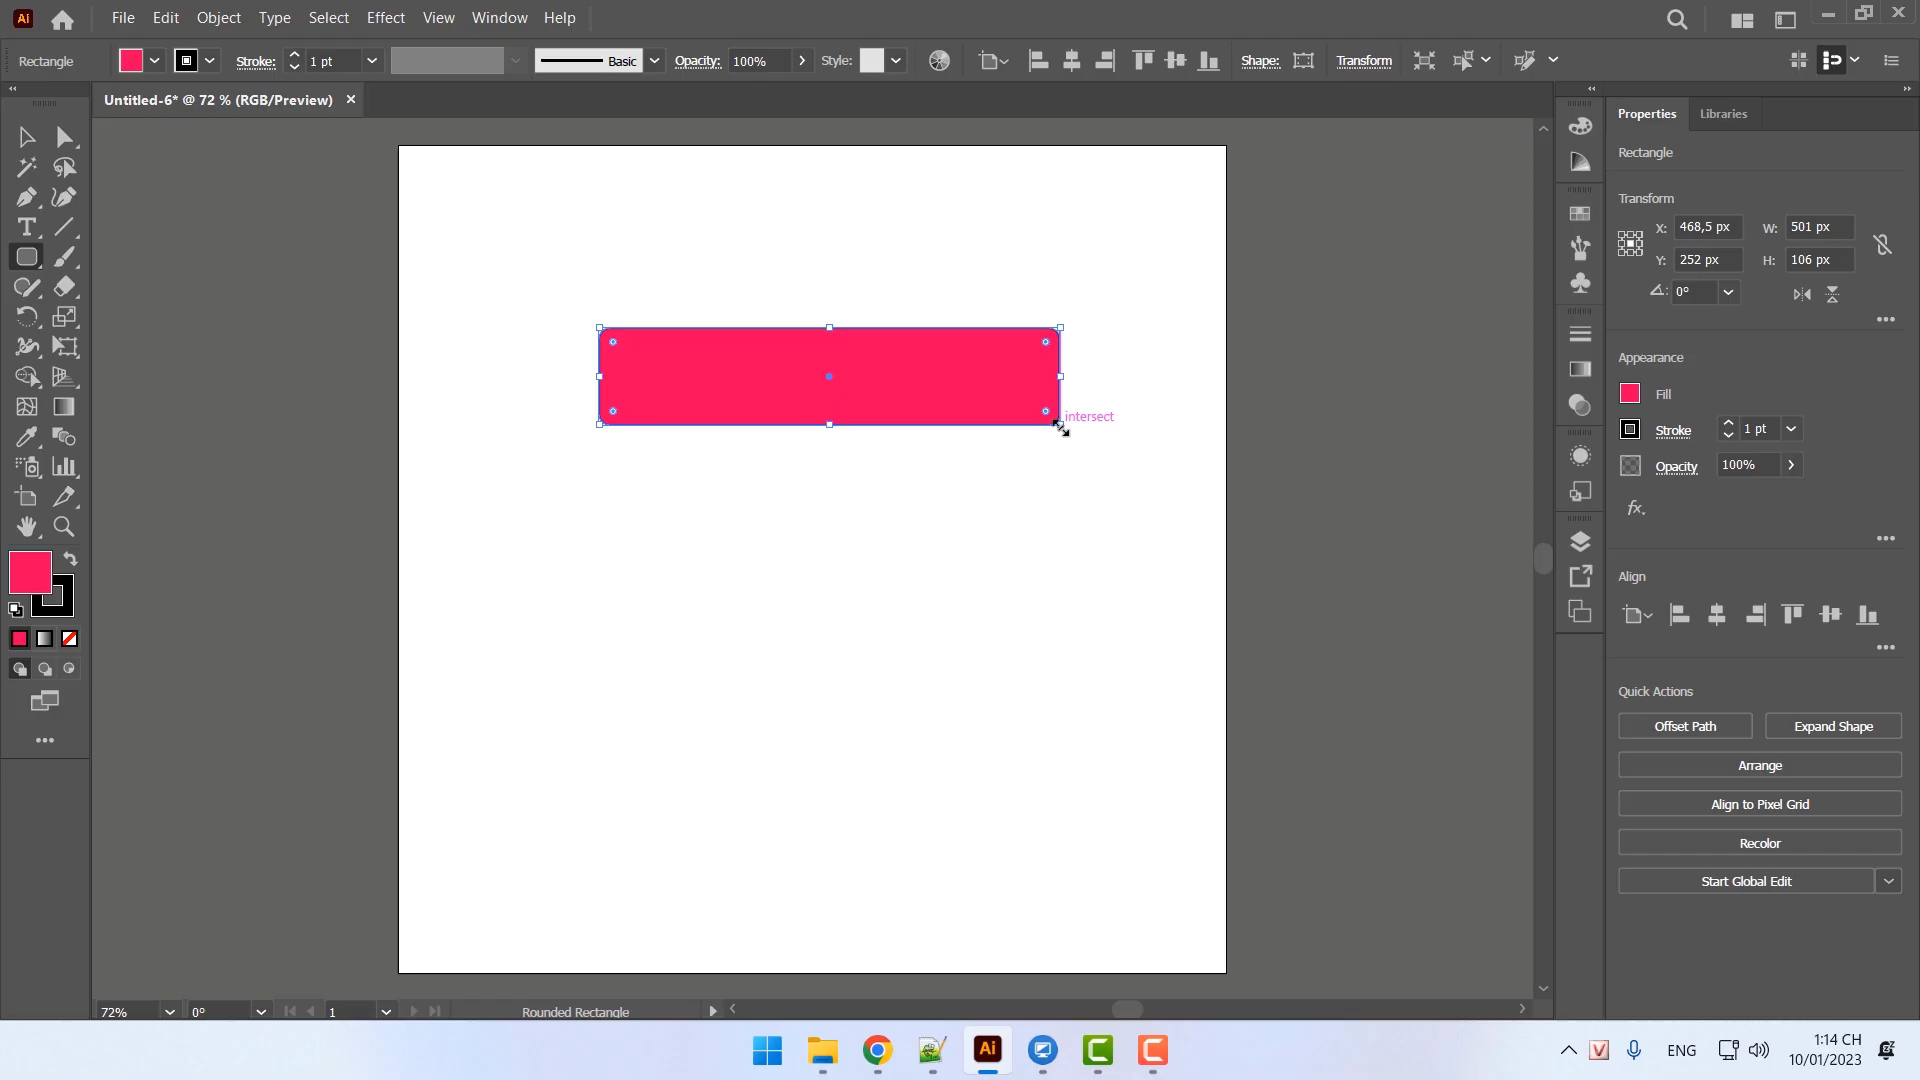 Ai File Edit Object Type Select Effect View Window Help
Rectangle Stroke: 1 pt Basic Opacity: 100% Style: Shape: Transform
Untitled-6* @ 72 % (RGB/Preview) ×
Properties Libraries
Rectangle
Transform
X: 468,5 px W: 501 px
Y: 252 px H: 106 px
0°
Appearance
Fill
Stroke 1 pt
Opacity 100%
fx.
Align
Quick Actions
Offset Path Expand Shape
Arrange
Align to Pixel Grid
Recolor
Start Global Edit
intersect
72% 0° 1 Rounded Rectangle
Ai ENG 1:14 CH
10/01/2023